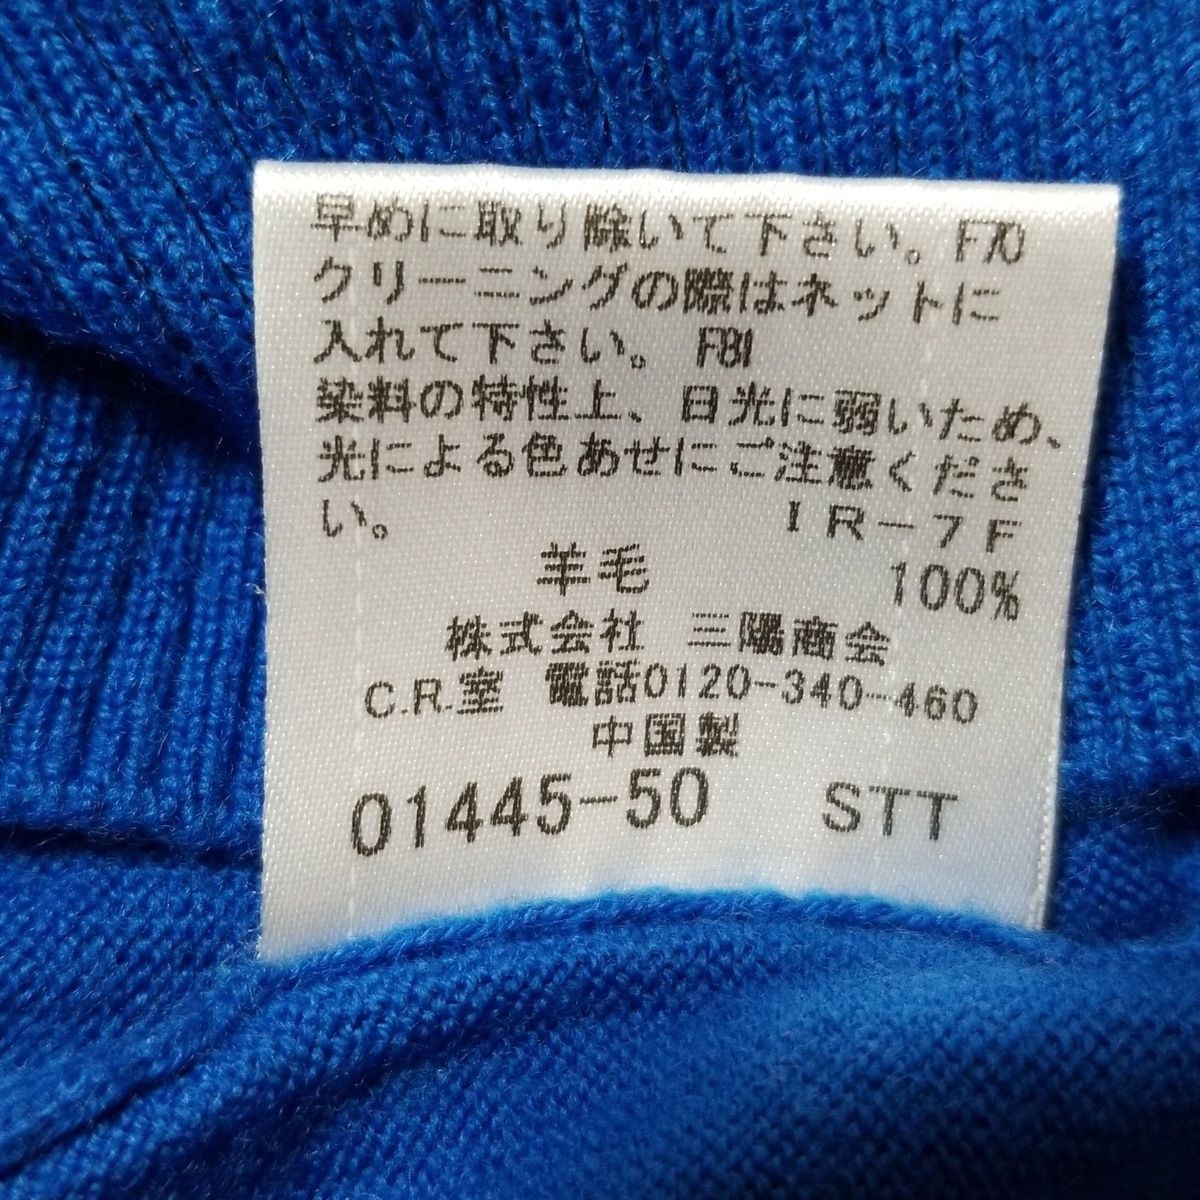 早めに取り除いて下さい。F70
クリーニングの際はネットに
入れて下さい。 F81
染料の特性上、日光に弱いため、
光による色あせにご注意くださ
い。 IR-7F
羊毛 100%
株式会社 三陽商会
C.R.室 電話0120-340-460
中国製
01445-50 STT